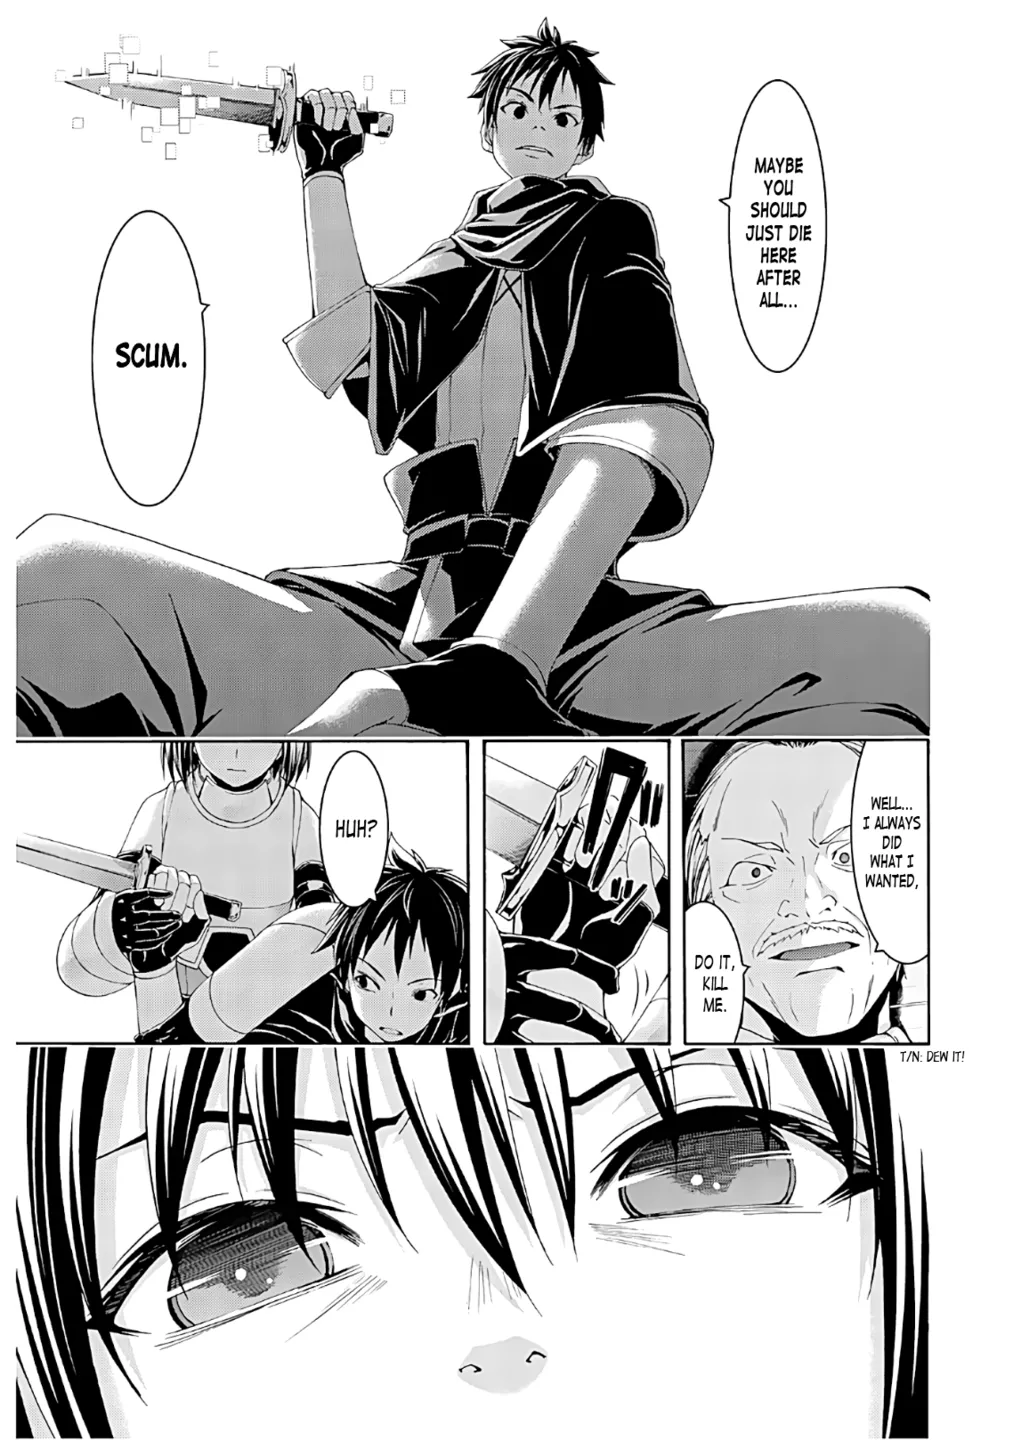 MAYBE
YOU
SHOULD
JUST DIE
HERE
AFTER
ALL...
SCUM.
WELL...
I ALWAYS
DID
WHAT I
WANTED,
DO IT,
KILL
ME.
HUH?
T/N: DEW IT!